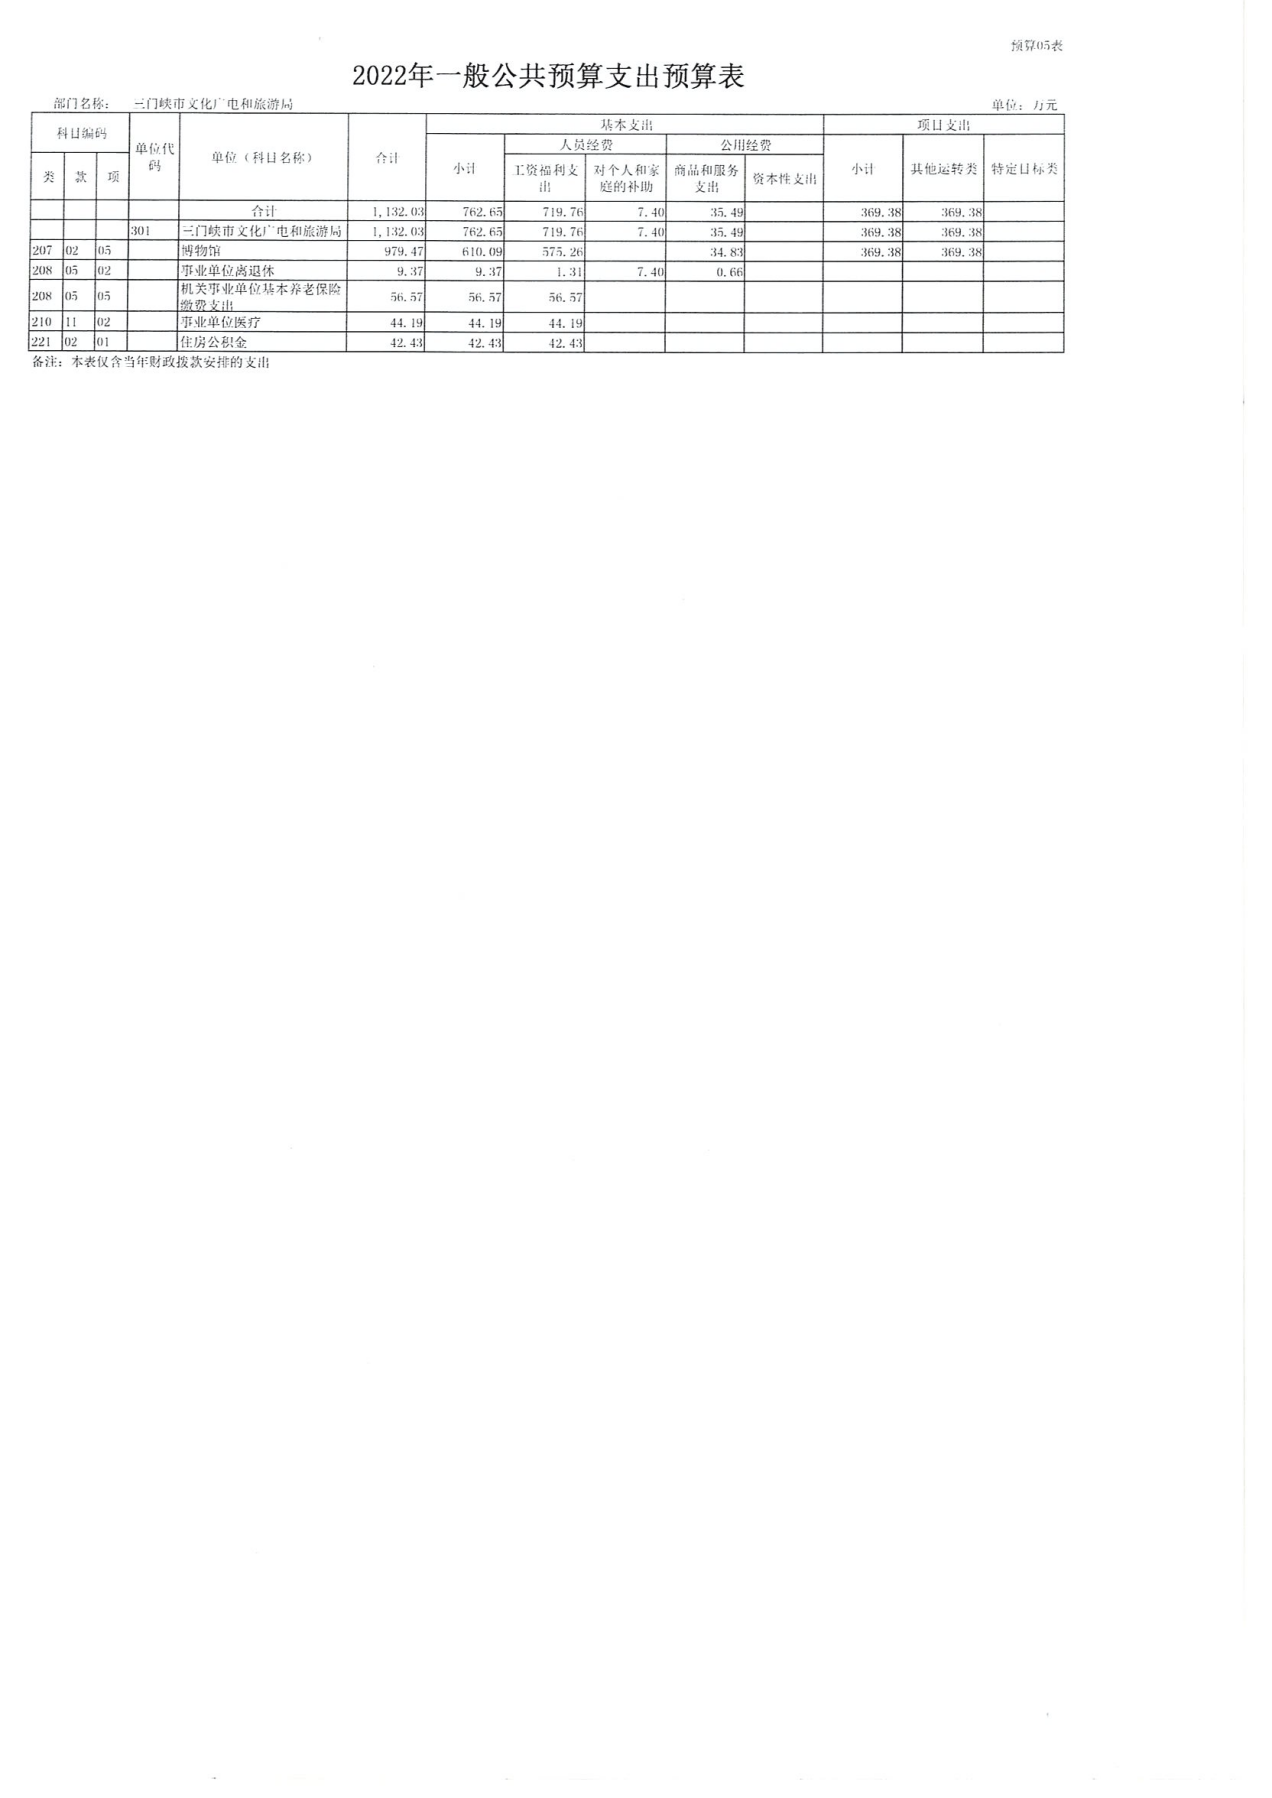 预算05表
2022年一般公共预算支出预算表
部门名称： 三门峡市文化广电和旅游局 单位：万元
科目编码 单位代码 单位（科目名称） 合计 基本支出 项目支出
小计 人员经费 公用经费 小计 其他运转类 特定目标类
类 款 项 工资福利支出 对个人和家庭的补助 商品和服务支出 资本性支出
合计 1,132.03 762.65 719.76 7.40 35.49 369.38 369.38
301 三门峡市文化广电和旅游局 1,132.03 762.65 719.76 7.40 35.49 369.38 369.38
207 02 05 博物馆 979.47 610.09 575.26 34.83 369.38 369.38
208 05 02 事业单位离退休 9.37 9.37 1.31 7.40 0.66
208 05 05 机关事业单位基本养老保险缴费支出 56.57 56.57 56.57
210 11 02 事业单位医疗 44.19 44.19 44.19
221 02 01 住房公积金 42.43 42.43 42.43
备注：本表仅含当年财政拨款安排的支出